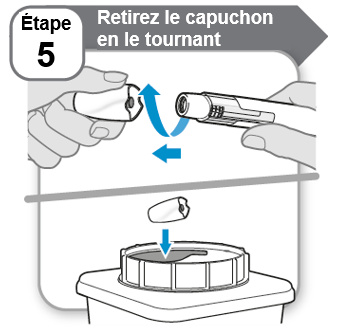 Étape
5
Retirez le capuchon
en le tournant